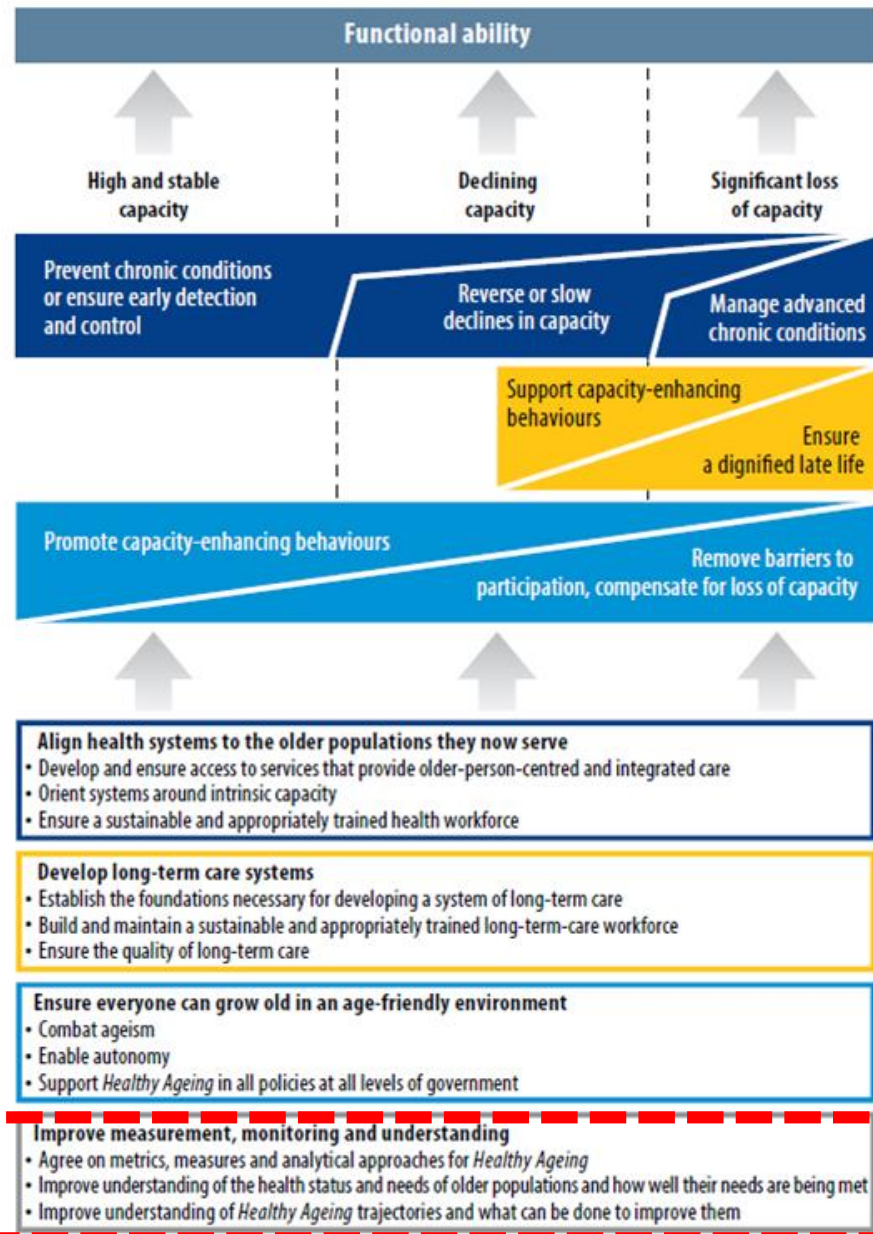 Functional ability
High and stable
capacity
Declining
capacity
Significant loss
of capacity
Prevent chronic conditions
or ensure early detection
and control
Reverse or slow
declines in capacity
Manage advanced
chronic conditions
Support capacity-enhancing
behaviours
Ensure
a dignified late life
Promote capacity-enhancing behaviours
Remove barriers to
participation, compensate for loss of capacity
Align health systems to the older populations they now serve
• Develop and ensure access to services that provide older-person-centred and integrated care
• Orient systems around intrinsic capacity
• Ensure a sustainable and appropriately trained health workforce
Develop long-term care systems
• Establish the foundations necessary for developing a system of long-term care
• Build and maintain a sustainable and appropriately trained long-term-care workforce
• Ensure the quality of long-term care
Ensure everyone can grow old in an age-friendly environment
• Combat ageism
• Enable autonomy
• Support Healthy Ageing in all policies at all levels of government
Improve measurement, monitoring and understanding
• Agree on metrics, measures and analytical approaches for Healthy Ageing
• Improve understanding of the health status and needs of older populations and how well their needs are being met
• Improve understanding of Healthy Ageing trajectories and what can be done to improve them